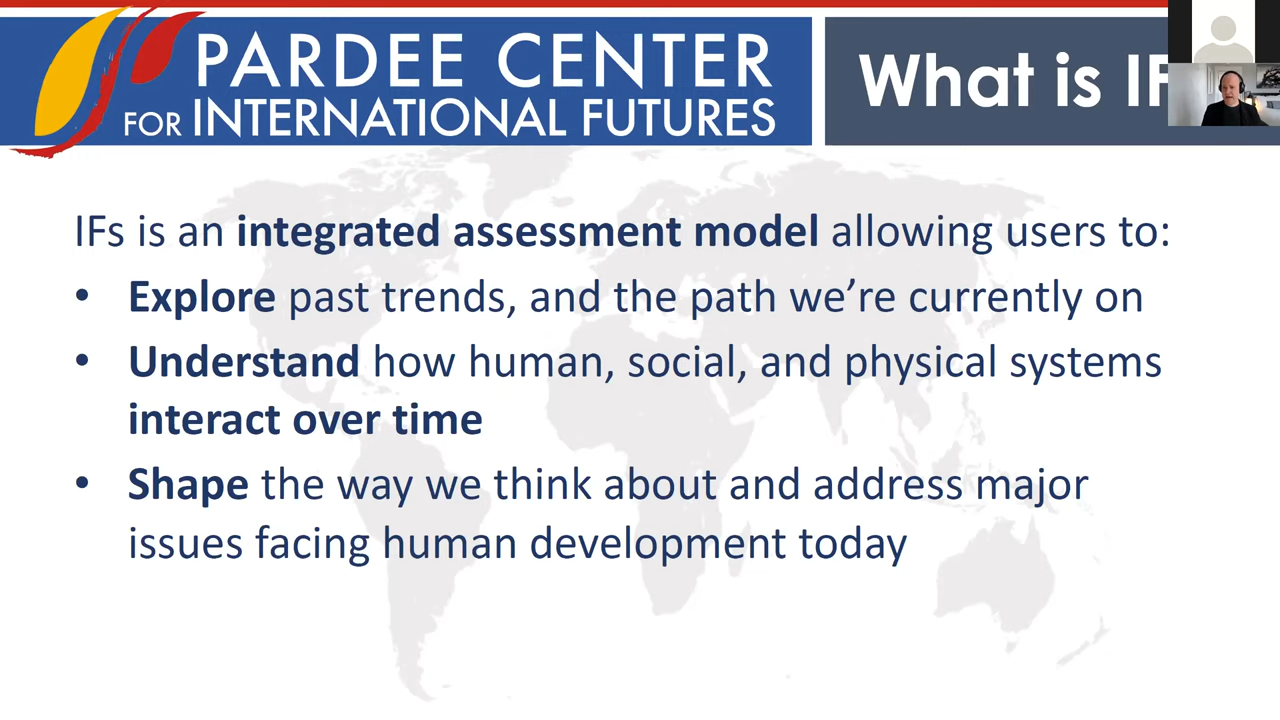 PARDEE CENTER
FOR INTERNATIONAL FUTURES
What is IF
IFs is an integrated assessment model allowing users to:
• Explore past trends, and the path we’re currently on
• Understand how human, social, and physical systems
interact over time
• Shape the way we think about and address major
issues facing human development today